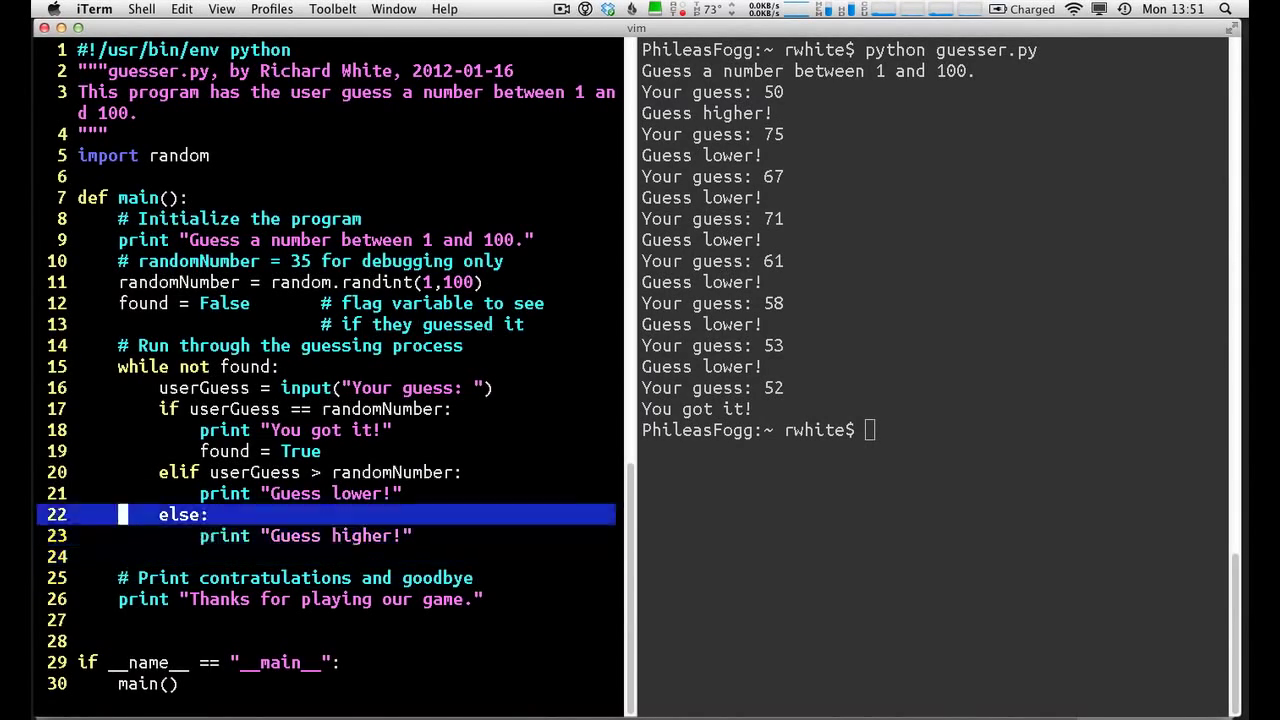 iTerm Shell Edit View Profiles Toolbelt Window Help 73° 0.0KB/s 0.0KB/s Charged Mon 13:51
vim
1 #!/usr/bin/env python
2 """guesser.py, by Richard White, 2012-01-16
3 This program has the user guess a number between 1 an
d 100.
4 """
5 import random
6
7 def main():
8 # Initialize the program
9 print "Guess a number between 1 and 100."
10 # randomNumber = 35 for debugging only
11 randomNumber = random.randint(1,100)
12 found = False # flag variable to see
13 # if they guessed it
14 # Run through the guessing process
15 while not found:
16 userGuess = input("Your guess: ")
17 if userGuess == randomNumber:
18 print "You got it!"
19 found = True
20 elif userGuess > randomNumber:
21 print "Guess lower!"
22 else:
23 print "Guess higher!"
24
25 # Print contratulations and goodbye
26 print "Thanks for playing our game."
27
28
29 if __name__ == "__main__":
30 main()
PhileasFogg:~ rwhite$ python guesser.py
Guess a number between 1 and 100.
Your guess: 50
Guess higher!
Your guess: 75
Guess lower!
Your guess: 67
Guess lower!
Your guess: 71
Guess lower!
Your guess: 61
Guess lower!
Your guess: 58
Guess lower!
Your guess: 53
Guess lower!
Your guess: 52
You got it!
PhileasFogg:~ rwhite$